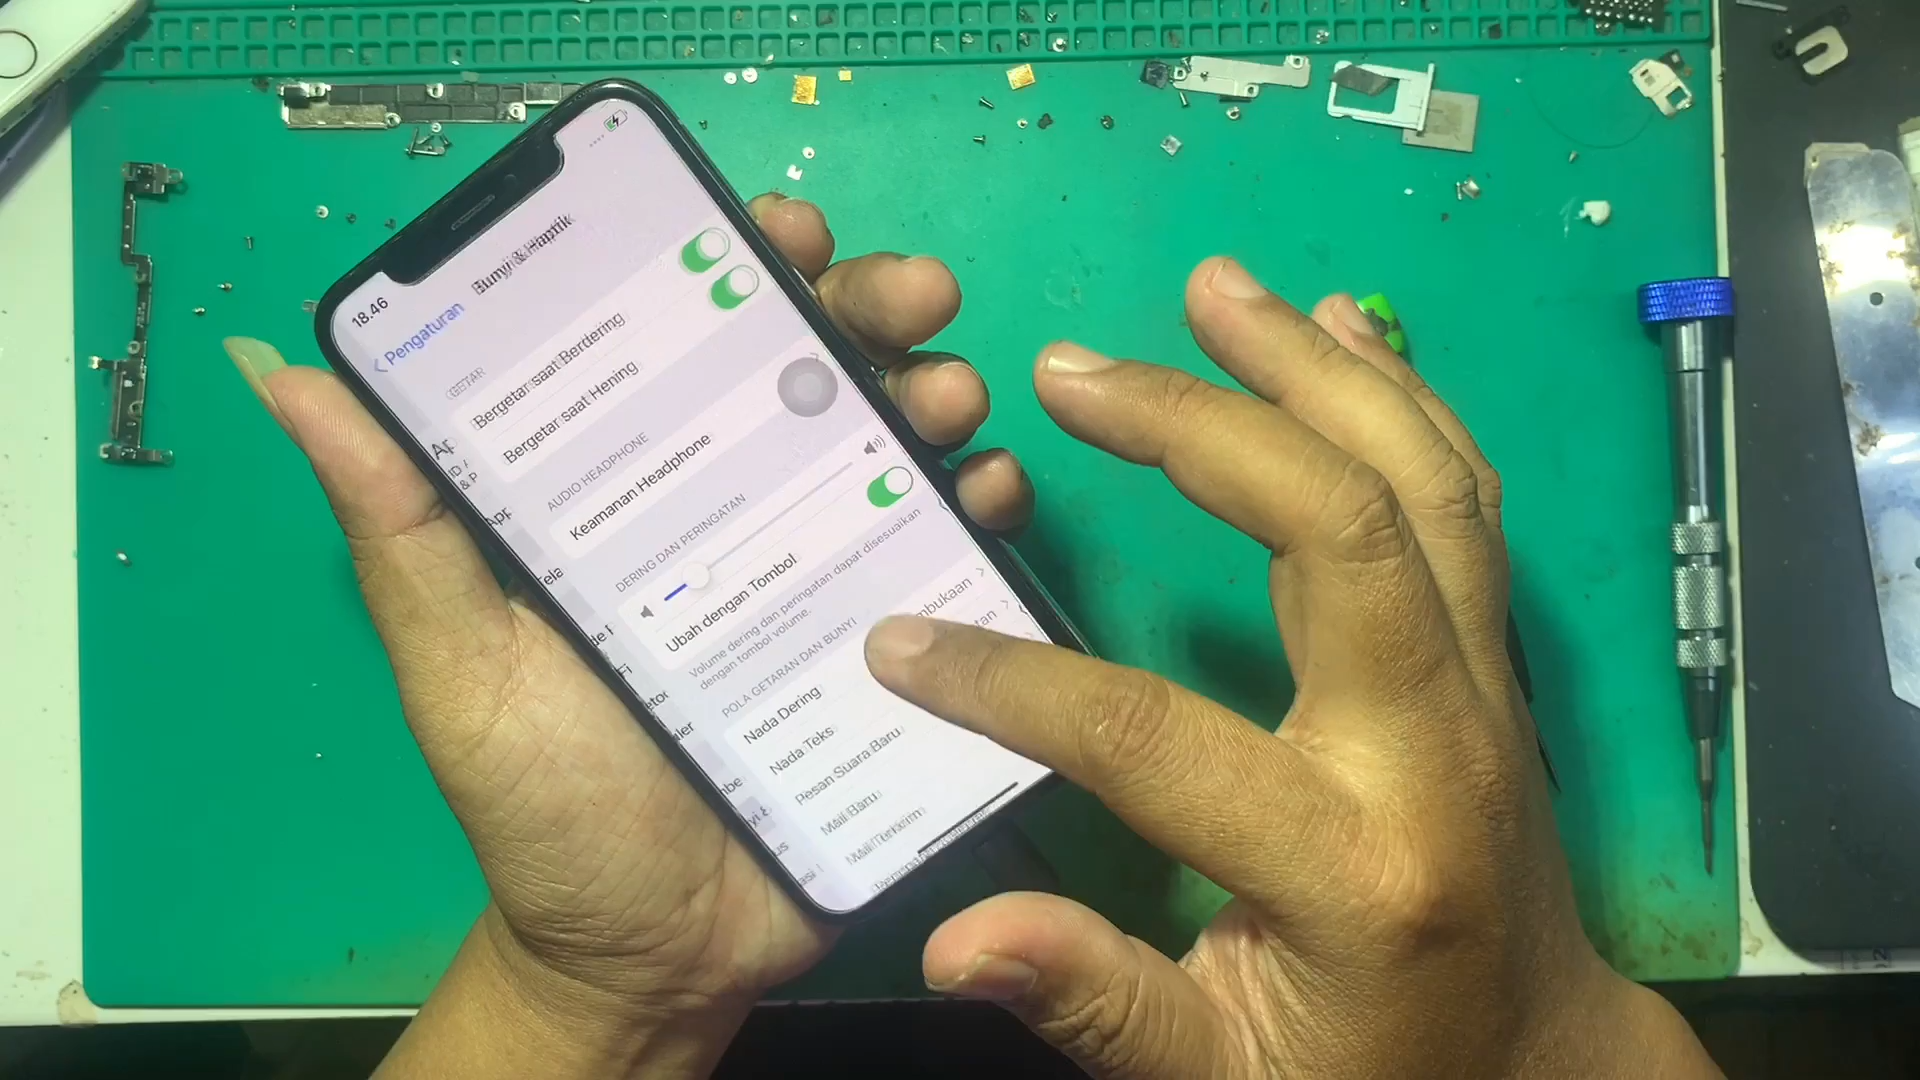 18.46
Pengaturan
Bunyi & Haptik
GETAR
Bergetar saat Berdering
Bergetar saat Hening
AUDIO HEADPHONE
Keamanan Headphone
DERING DAN PERINGATAN
Ubah dengan Tombol
Volume dering dan peringatan dapat disesuaikan
dengan tombol volume.
POLA GETARAN DAN BUNYI
Nada Dering
mbukaan
Nada Teks
tan
Pesan Suara Baru
Mail Baru
Mail Terkirim